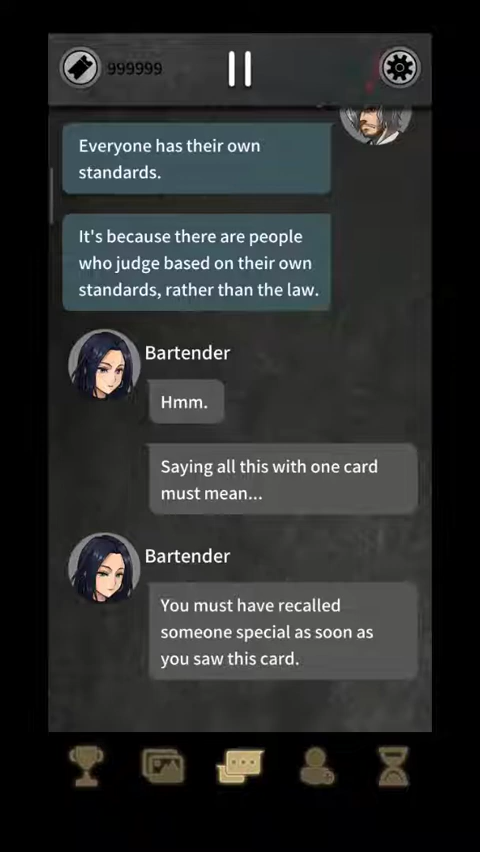 999999
Everyone has their own
standards.
It's because there are people
who judge based on their own
standards, rather than the law.
Bartender
Hmm.
Saying all this with one card
must mean...
Bartender
You must have recalled
someone special as soon as
you saw this card.